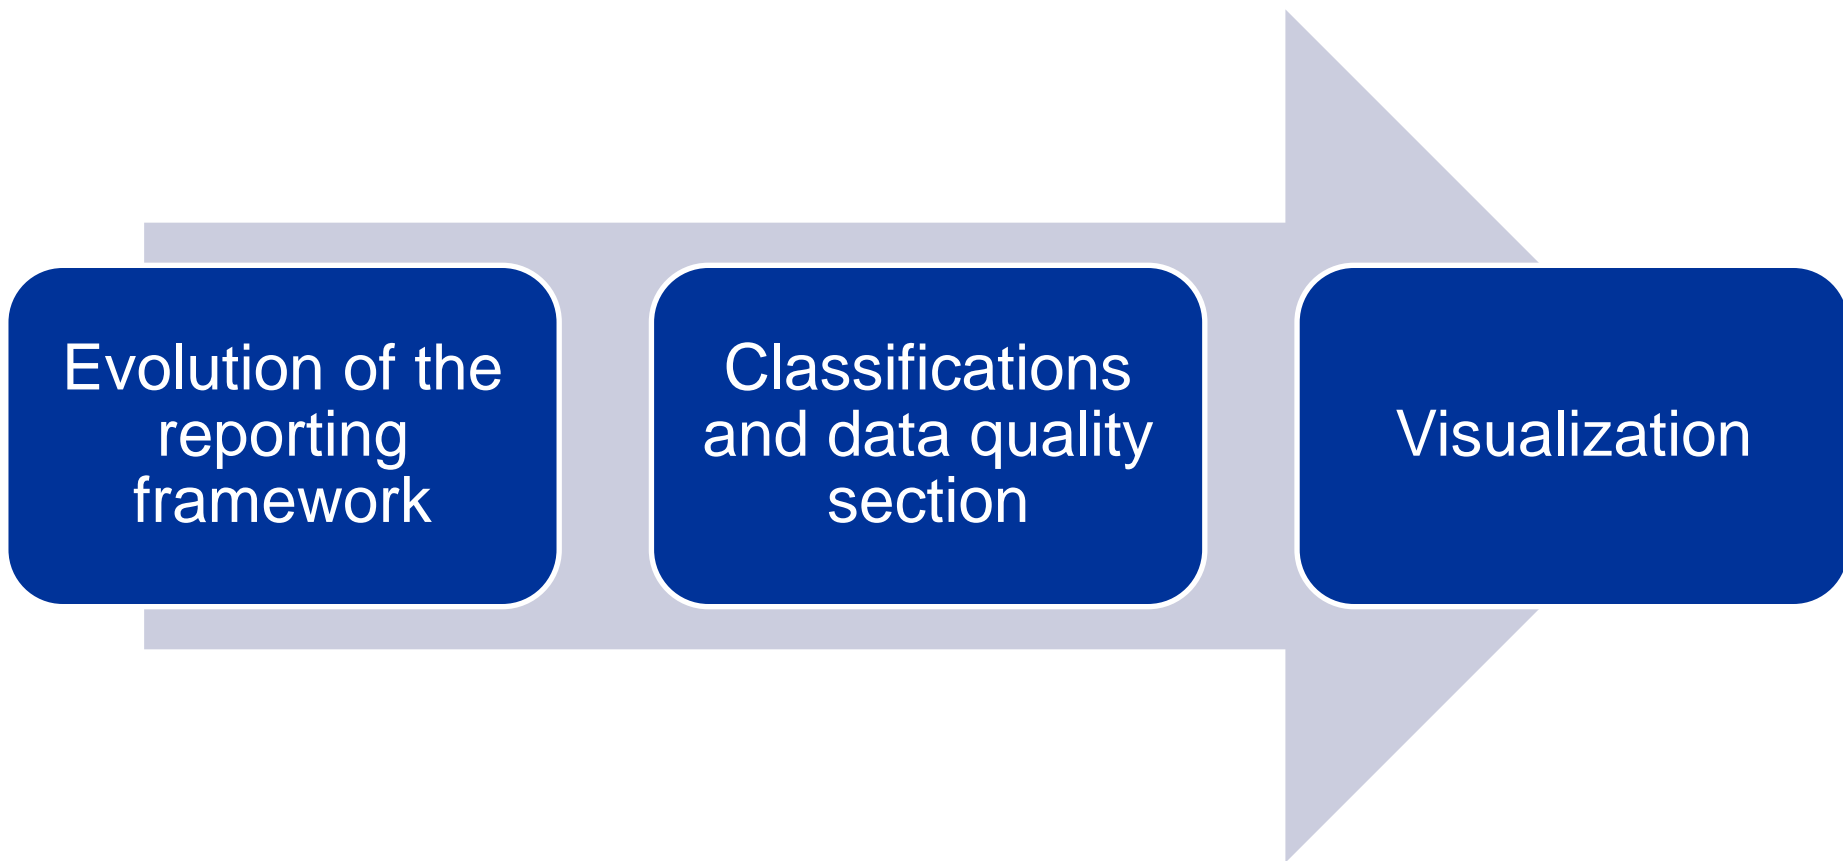 Evolution of the
reporting
framework
Classifications
and data quality
section
Visualization